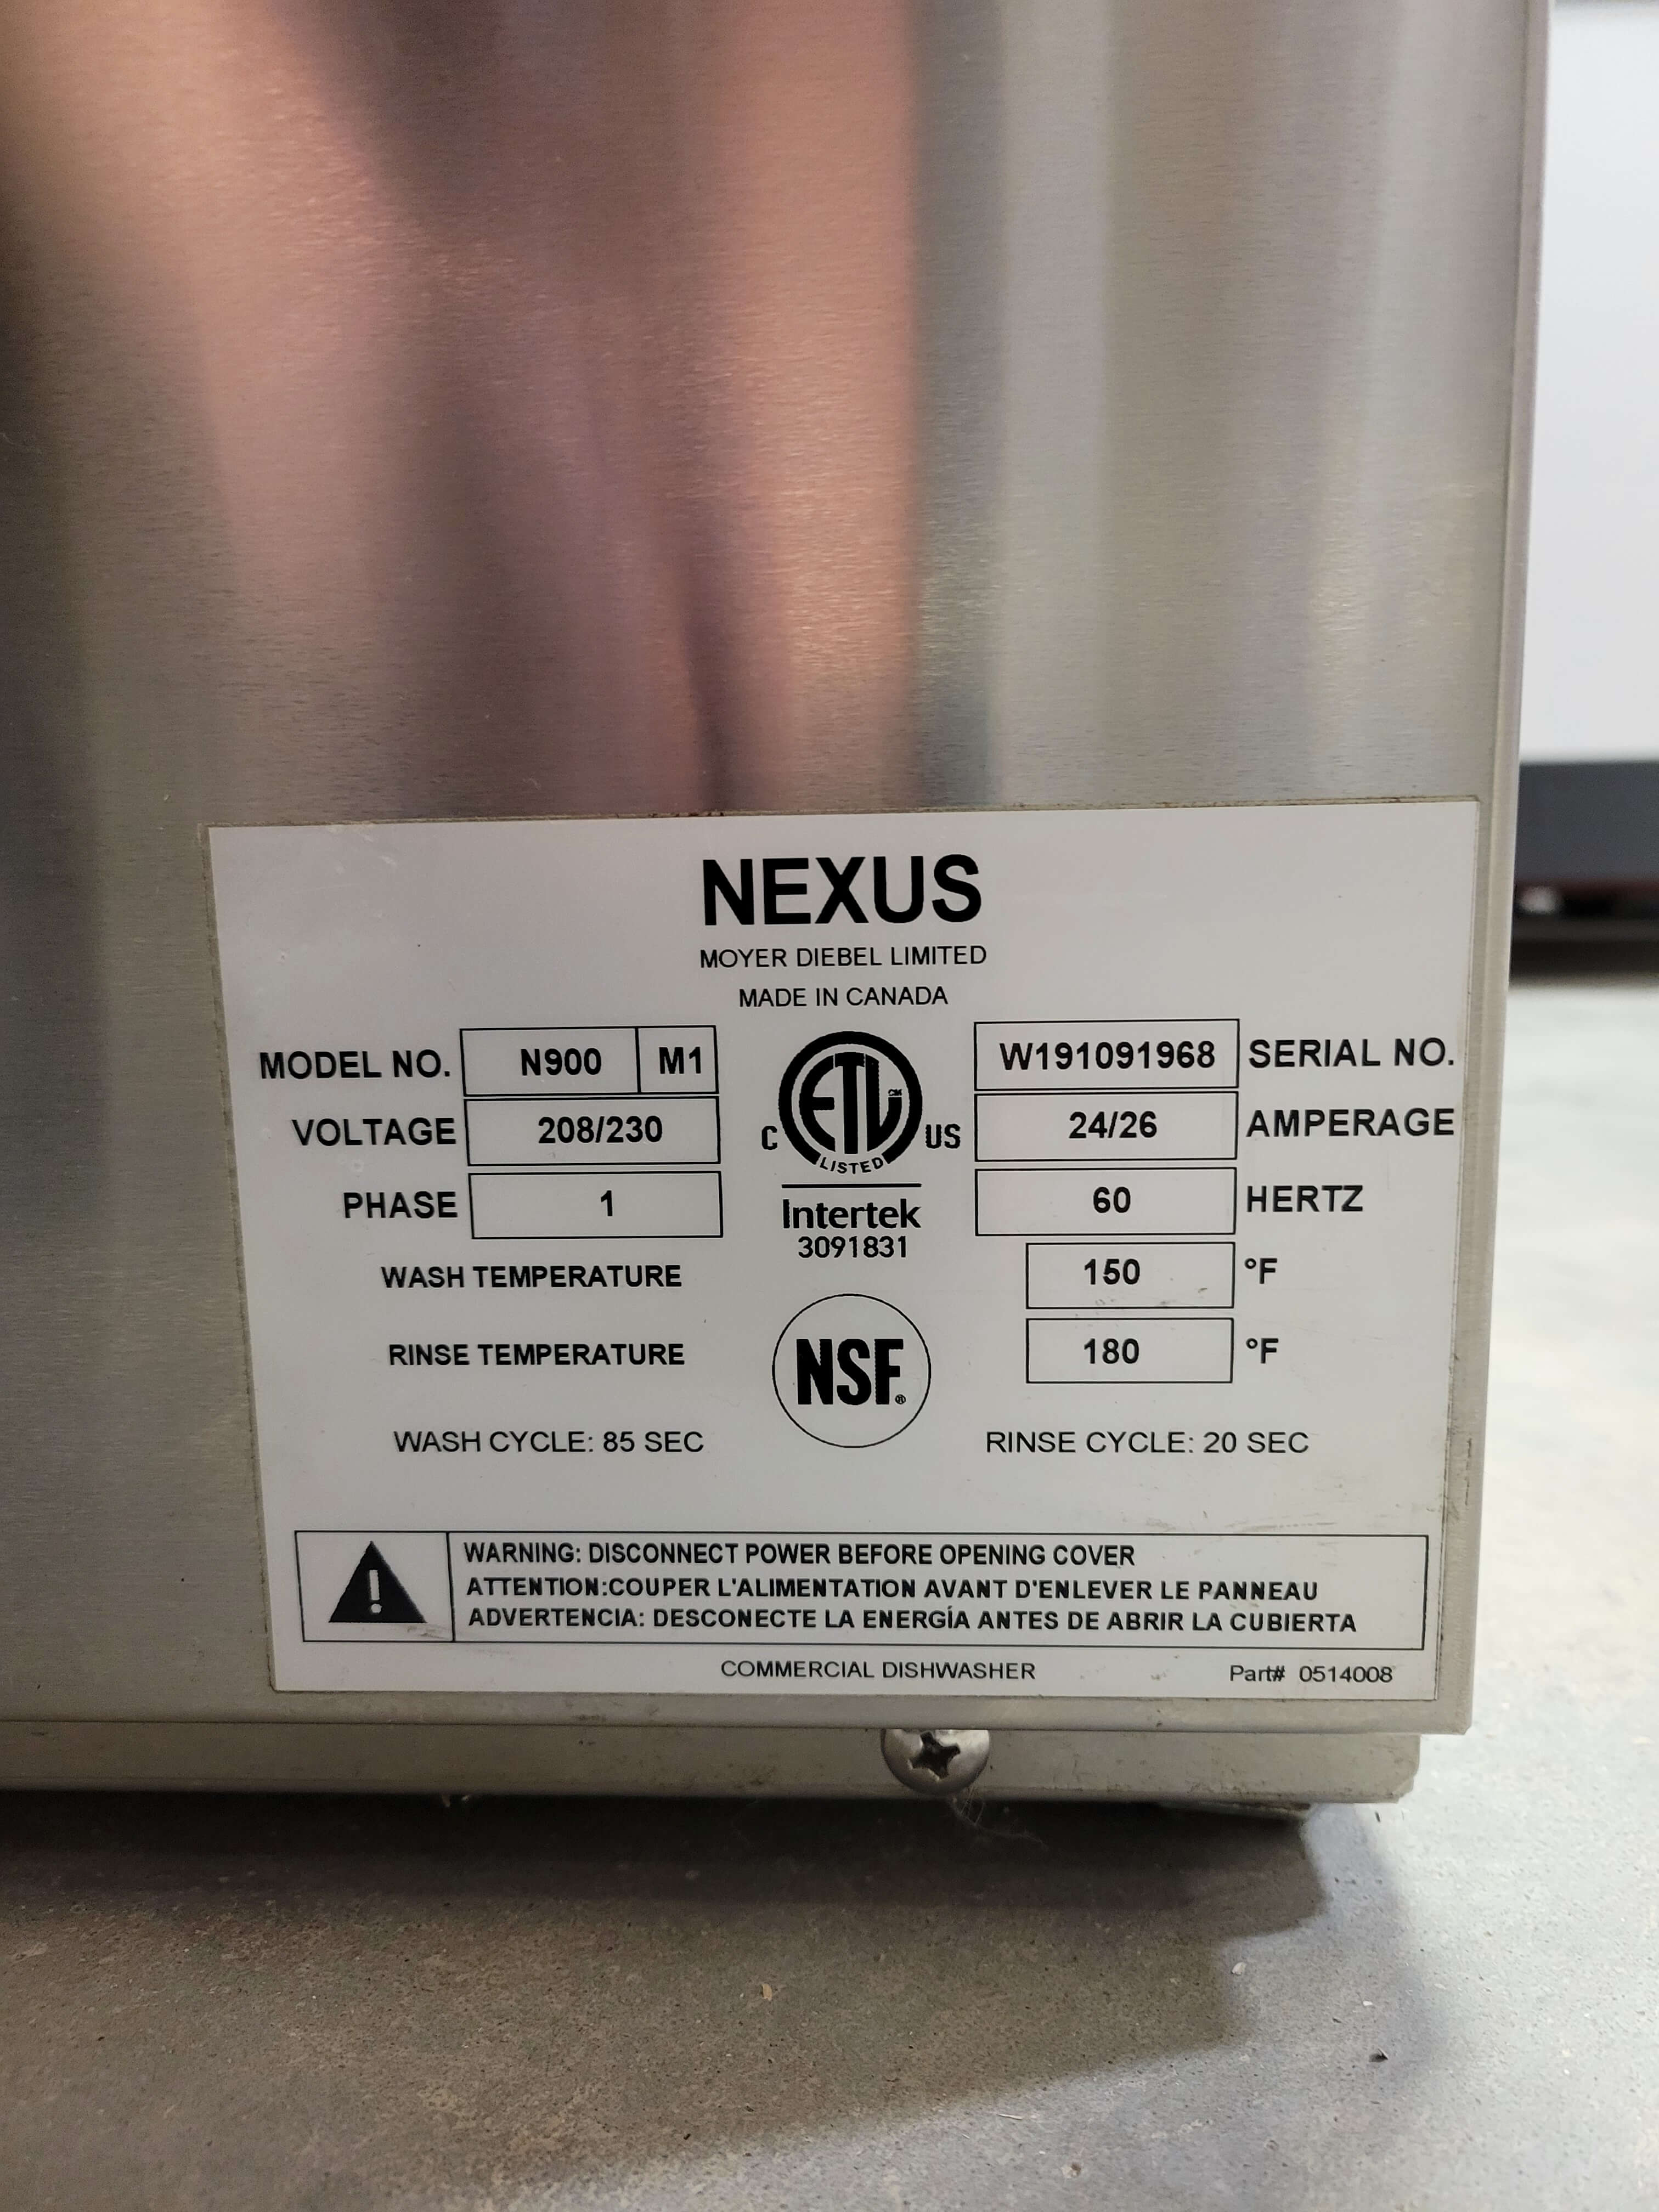 NEXUS
MOYER DIEBEL LIMITED
MADE IN CANADA
MODEL NO. N900 M1
W191091968 SERIAL NO.
VOLTAGE 208/230
24/26 AMPERAGE
PHASE 1
60 HERTZ
C ETL US
LISTED
Intertek
3091831
WASH TEMPERATURE 150 °F
RINSE TEMPERATURE 180 °F
NSF®
WASH CYCLE: 85 SEC
RINSE CYCLE: 20 SEC
!
WARNING: DISCONNECT POWER BEFORE OPENING COVER
ATTENTION:COUPER L'ALIMENTATION AVANT D'ENLEVER LE PANNEAU
ADVERTENCIA: DESCONECTE LA ENERGÍA ANTES DE ABRIR LA CUBIERTA
COMMERCIAL DISHWASHER
Part# 0514008